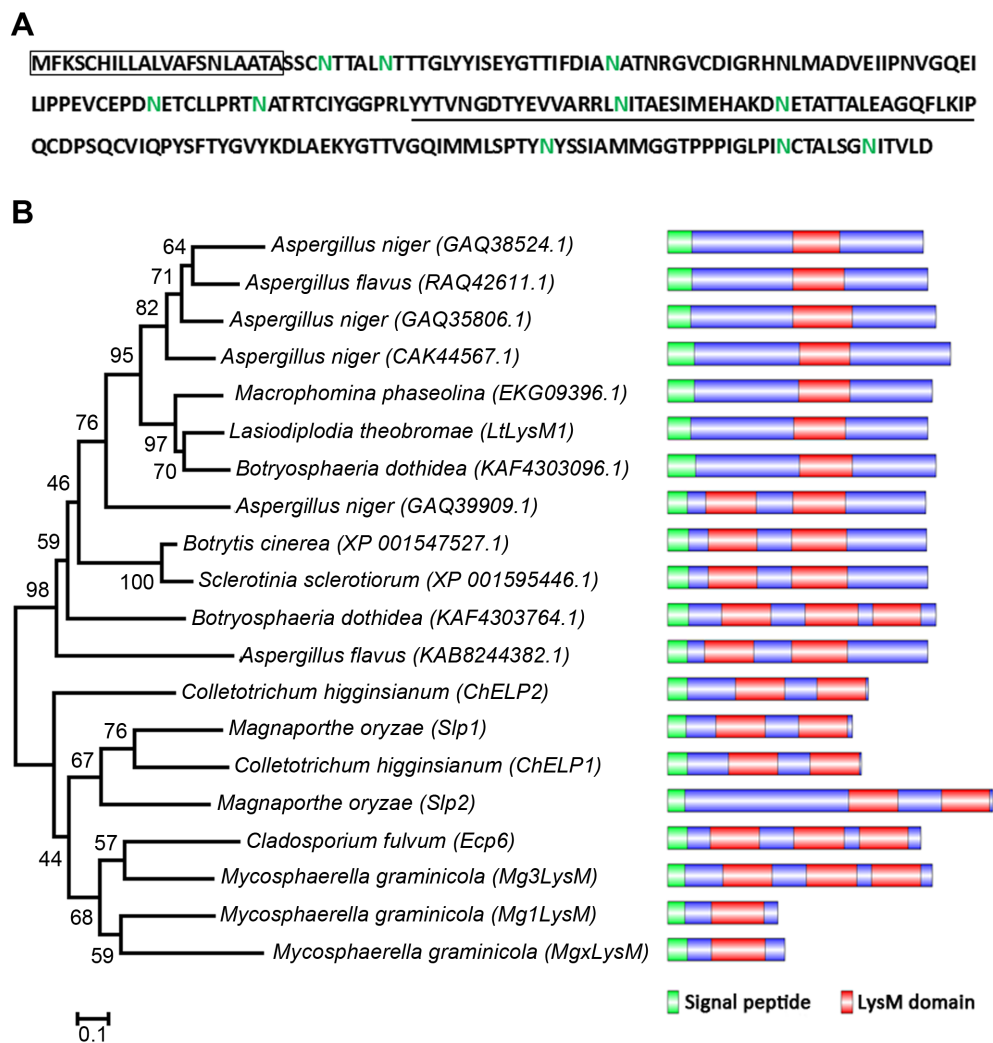 A
MFKSCHILLALVAFSNLAATASSCNTTALNTTTGLYYISEYGTTIFDIANATNRGVCDIGRHNLMADVEIIPNVGQEI
LIPPEVCEPDNETCLLPRTNATRTCIYGGPRLYYTVNGDTYEVVARRLNITAESIMEHAKDNETATTALEAGQFLKIP
QCDPSQCVIQPYSFTYGVYKDLAEKYGTTVGQIMMLSPTYNYSSIAMMGGTPPPIGLPINCTALSGNITVLD
B
64
Aspergillus niger (GAQ38524.1)
71
Aspergillus flavus (RAQ42611.1)
82
Aspergillus niger (GAQ35806.1)
95
Aspergillus niger (CAK44567.1)
Macrophomina phaseolina (EKG09396.1)
76
Lasiodiplodia theobromae (LtLysM1)
97
70
Botryosphaeria dothidea (KAF4303096.1)
46
Aspergillus niger (GAQ39909.1)
59
Botrytis cinerea (XP 001547527.1)
100
Sclerotinia sclerotiorum (XP 001595446.1)
98
Botryosphaeria dothidea (KAF4303764.1)
Aspergillus flavus (KAB8244382.1)
Colletotrichum higginsianum (ChELP2)
76
Magnaporthe oryzae (Slp1)
67
Colletotrichum higginsianum (ChELP1)
Magnaporthe oryzae (Slp2)
57
Cladosporium fulvum (Ecp6)
44
Mycosphaerella graminicola (Mg3LysM)
68
Mycosphaerella graminicola (Mg1LysM)
59
Mycosphaerella graminicola (MgxLysM)
Signal peptide LysM domain
0.1